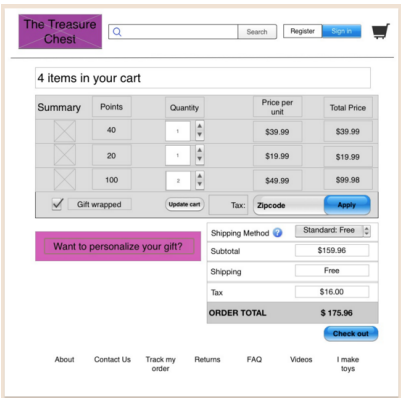 The Treasure
Chest
Search
Register
Sign in
4 items in your cart
Summary Points Quantity Price per unit Total Price
40 1 $39.99 $39.99
20 1 $19.99 $19.99
100 2 $49.99 $99.98
Gift wrapped Update cart Tax: Zipcode Apply
Want to personalize your gift?
Shipping Method ? Standard: Free
Subtotal $159.96
Shipping Free
Tax $16.00
ORDER TOTAL $ 175.96
Check out
About Contact Us Track my order Returns FAQ Videos I make toys